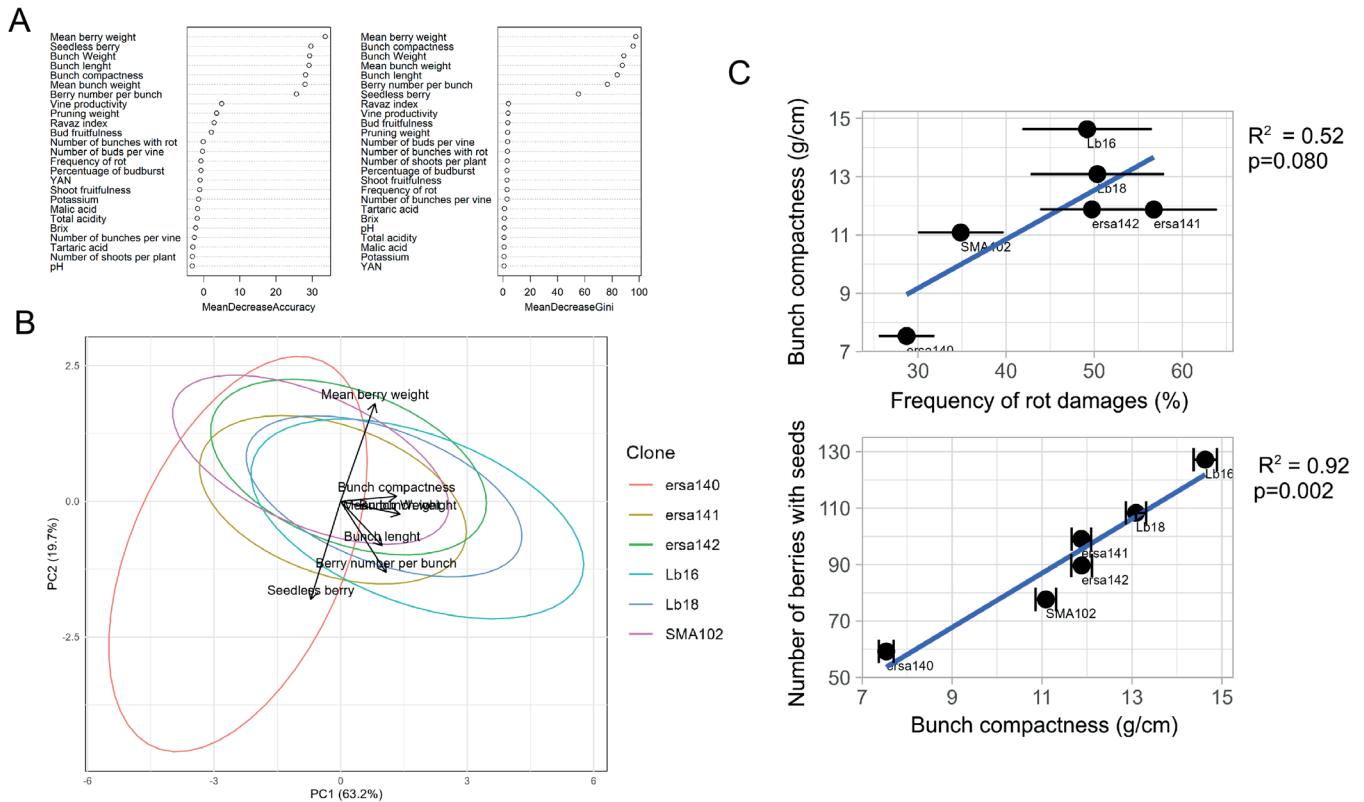 A
Mean berry weight
Seedless berry
Bunch Weight
Bunch lenght
Bunch compactness
Mean bunch weight
Berry number per bunch
Vine productivity
Pruning weight
Ravaz index
Bud fruitfulness
Number of bunches with rot
Number of buds per vine
Frequency of rot
Percentuage of budburst
YAN
Shoot fruitfulness
Potassium
Malic acid
Total acidity
Brix
Number of bunches per vine
Tartaric acid
Number of shoots per plant
pH
0 10 20 30
MeanDecreaseAccuracy
Mean berry weight
Bunch compactness
Bunch Weight
Mean bunch weight
Bunch lenght
Berry number per bunch
Seedless berry
Ravaz index
Vine productivity
Bud fruitfulness
Pruning weight
Number of buds per vine
Number of bunches with rot
Number of shoots per plant
Percentuage of budburst
Shoot fruitfulness
Frequency of rot
Number of bunches per vine
Tartaric acid
Brix
pH
Total acidity
Malic acid
Potassium
YAN
0 20 40 60 80 100
MeanDecreaseGini
B
PC2 (19.7%)
2.5
0.0
-2.5
Mean berry weight
Bunch compactness
Weight
Bunch lenght
Berry number per bunch
Seedless berry
-6 -3 0 3 6
PC1 (63.2%)
Clone
ersa140
ersa141
ersa142
Lb16
Lb18
SMA102
C
Bunch compactness (g/cm)
15
13
11
9
7
Lb16
Lb18
ersa142
ersa141
SMA102
ersa140
30 40 50 60
Frequency of rot damages (%)
R² = 0.52
p=0.080
Number of berries with seeds
130
110
90
70
50
Lb16
Lb18
ersa141
ersa142
SMA102
ersa140
7 9 11 13 15
Bunch compactness (g/cm)
R² = 0.92
p=0.002